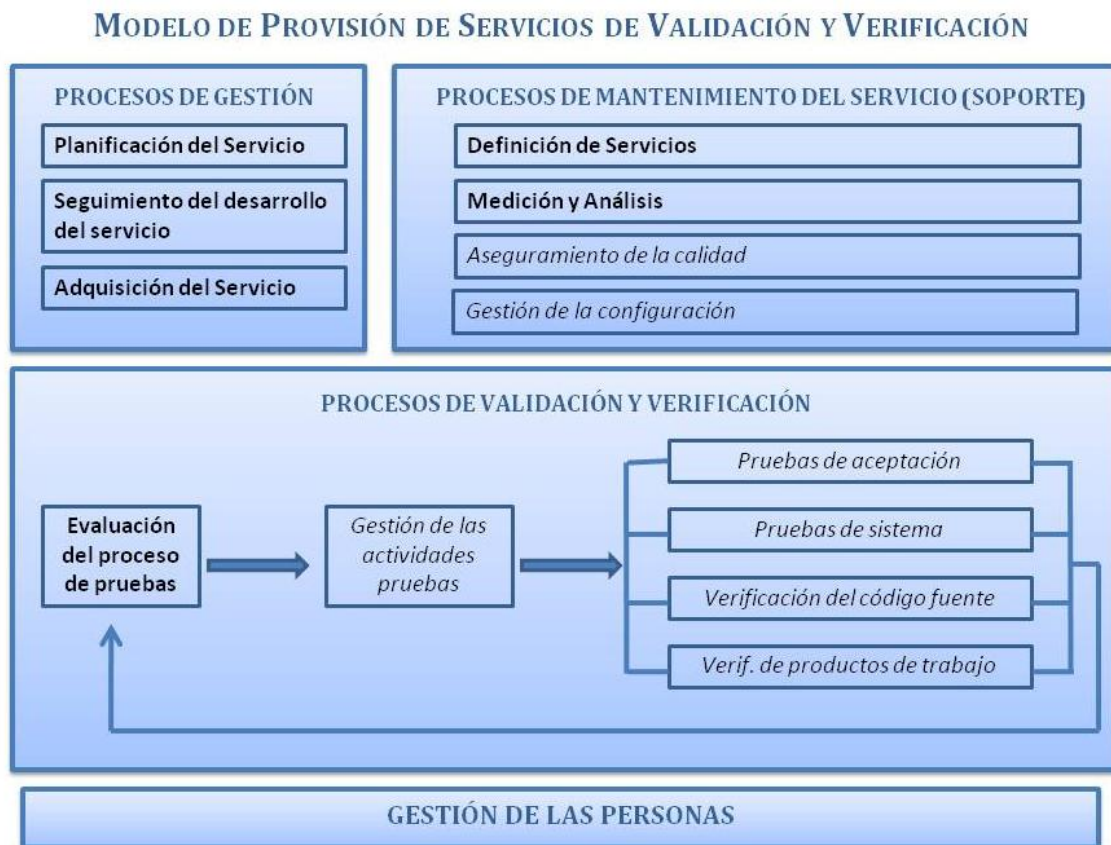 MODELO DE PROVISIÓN DE SERVICIOS DE VALIDACIÓN Y VERIFICACIÓN
PROCESOS DE GESTIÓN
Planificación del Servicio
Seguimiento del desarrollo
del servicio
Adquisición del Servicio
PROCESOS DE MANTENIMIENTO DEL SERVICIO (SOPORTE)
Definición de Servicios
Medición y Análisis
Aseguramiento de la calidad
Gestión de la configuración
PROCESOS DE VALIDACIÓN Y VERIFICACIÓN
Evaluación
del proceso
de pruebas
Gestión de las
actividades
pruebas
Pruebas de aceptación
Pruebas de sistema
Verificación del código fuente
Verif. de productos de trabajo
GESTIÓN DE LAS PERSONAS